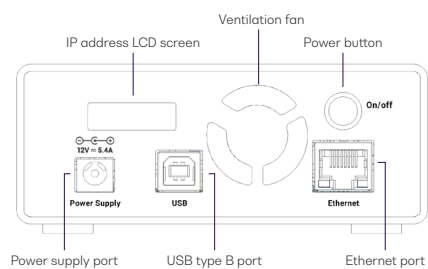 Ventilation fan
IP address LCD screen
Power button
On/off
12V ⎓ 5.4A
Power Supply
USB
Ethernet
Power supply port
USB type B port
Ethernet port